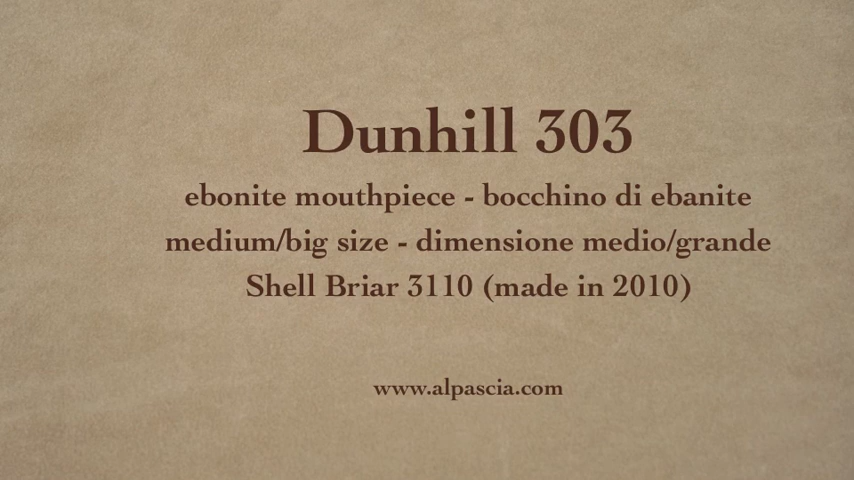 Dunhill 303
ebonite mouthpiece - bocchino di ebanite
medium/big size - dimensione medio/grande
Shell Briar 3110 (made in 2010)
www.alpascia.com